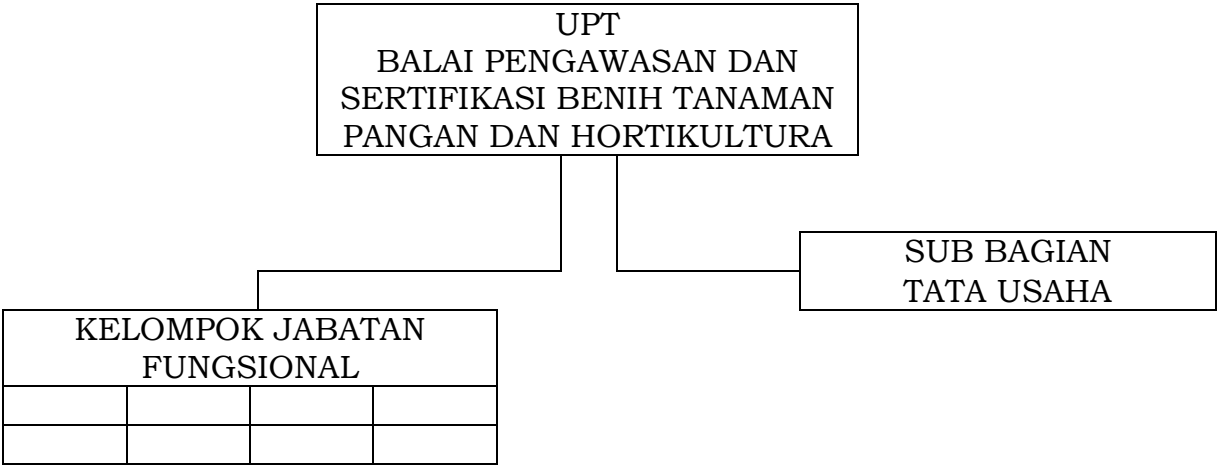 UPT
BALAI PENGAWASAN DAN
SERTIFIKASI BENIH TANAMAN
PANGAN DAN HORTIKULTURA
SUB BAGIAN
TATA USAHA
KELOMPOK JABATAN
FUNGSIONAL